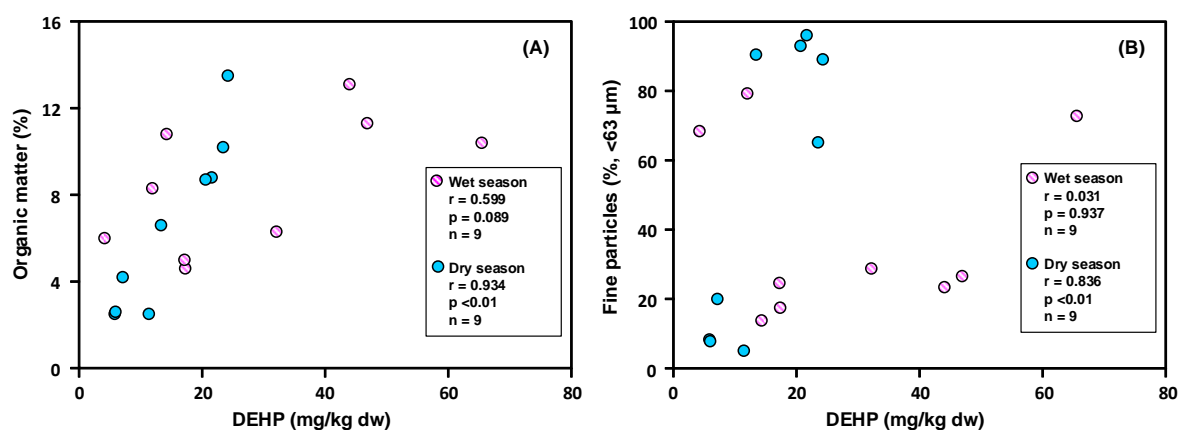 (A)
Organic matter (%)
16
12
8
4
0
0 20 40 60 80
DEHP (mg/kg dw)
Wet season
r = 0.599
p = 0.089
n = 9
Dry season
r = 0.934
p <0.01
n = 9
(B)
Fine particles (%, <63 µm)
100
80
60
40
20
0
0 20 40 60 80
DEHP (mg/kg dw)
Wet season
r = 0.031
p = 0.937
n = 9
Dry season
r = 0.836
p <0.01
n = 9